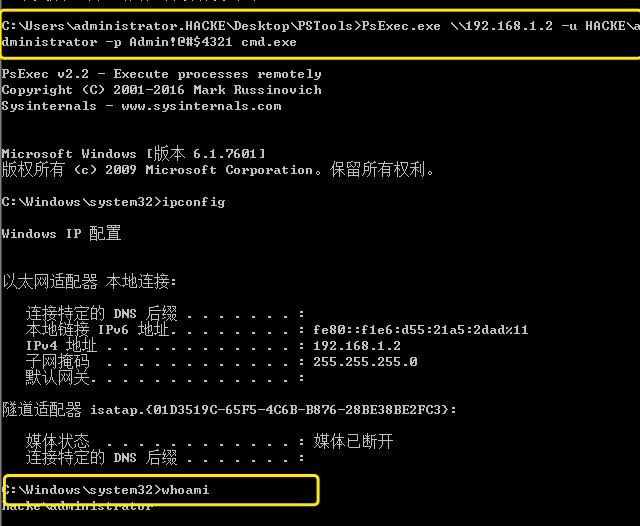 C:\Users\administrator.HACKE\Desktop\PSTools>PsExec.exe \\192.168.1.2 -u HACKE\a
dministrator -p Admin!@#$4321 cmd.exe
PsExec v2.2 - Execute processes remotely
Copyright (C) 2001-2016 Mark Russinovich
Sysinternals - www.sysinternals.com
Microsoft Windows [版本 6.1.7601]
版权所有 (c) 2009 Microsoft Corporation。保留所有权利。
C:\Windows\system32>ipconfig
Windows IP 配置
以太网适配器 本地连接:
连接特定的 DNS 后缀 . . . . . . . :
本地链接 IPv6 地址. . . . . . . . : fe80::f1e6:d55:21a5:2dad%11
IPv4 地址 . . . . . . . . . . . . : 192.168.1.2
子网掩码  . . . . . . . . . . . . : 255.255.255.0
默认网关. . . . . . . . . . . . . :
隧道适配器 isatap.{01D3519C-65F5-4C6B-B876-28BE38BE2FC3}:
媒体状态  . . . . . . . . . . . . : 媒体已断开
连接特定的 DNS 后缀 . . . . . . . :
C:\Windows\system32>whoami
hacke\administrator